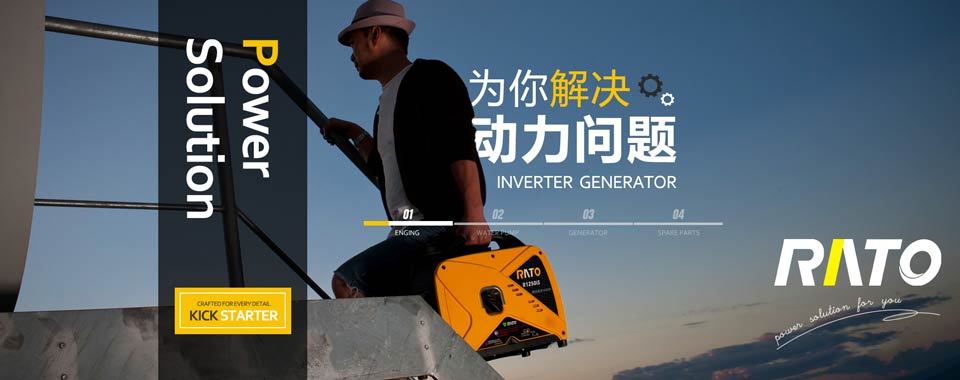 Power
Solution
CRAFTED FOR EVERY DETAIL
KICK STARTER
为你解决
动力问题
INVERTER GENERATOR
01
02
03
04
ENGING
WATER PUMP
GENERATOR
SPARE PARTS
RATO
RATO
RATO
power solution for you